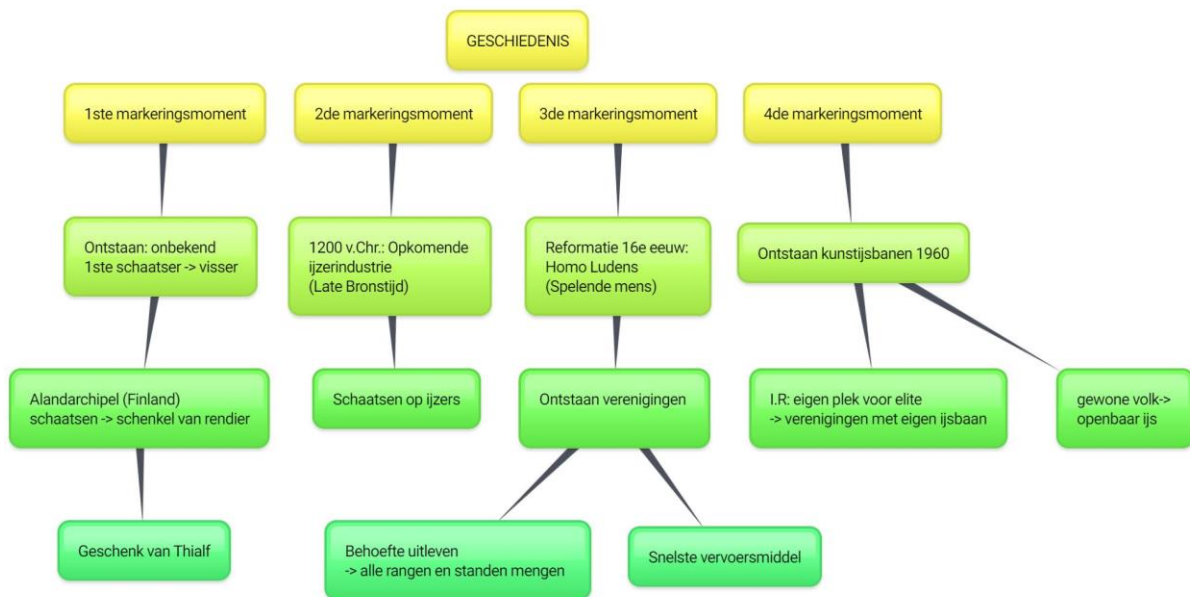 GESCHIEDENIS
1ste markeringsmoment
2de markeringsmoment
3de markeringsmoment
4de markeringsmoment
Ontstaan: onbekend
1ste schaatser -> visser
1200 v.Chr.: Opkomende
ijzerindustrie
(Late Bronstijd)
Reformatie 16e eeuw:
Homo Ludens
(Spelende mens)
Ontstaan kunstijsbanen 1960
Alandarchipel (Finland)
schaatsen -> schenkel van rendier
Schaatsen op ijzers
Ontstaan verenigingen
I.R: eigen plek voor elite
-> verenigingen met eigen ijsbaan
gewone volk->
openbaar ijs
Geschenk van Thialf
Behoefte uitleven
-> alle rangen en standen mengen
Snelste vervoersmiddel